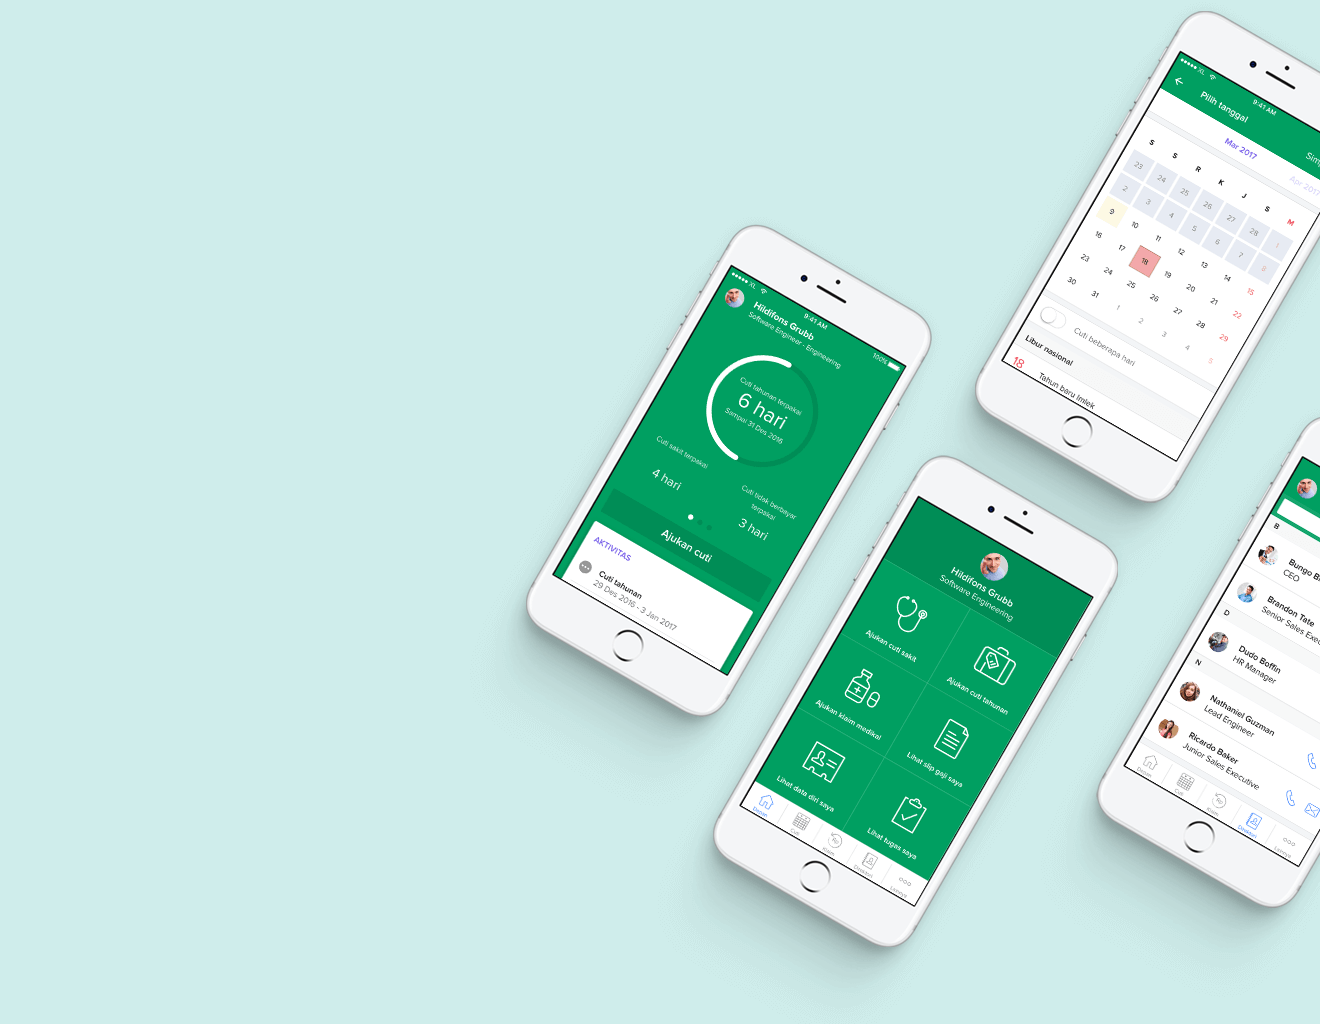 XL
9:41 AM
100%
Hildifons Grubb
Software Enginear - Engineering
Cuti tahunan terpakai
6 hari
Sampai 31 Des 2016
Cuti sakit terpakai
4 hari
Cuti tidak berbayar
terpakai
3 hari
Ajukan cuti
AKTIVITAS
Cuti tahunan
29 Des 2016 - 3 Jan 2017
Hildifons Grubb
Software Engineering
Ajukan cuti sakit
Ajukan cuti tahunan
Ajukan klaim medikal
Lihat slip gaji saya
Lihat data diri saya
Lihat tugas saya
Cuti
Klaim
Direktori
XL
9:41 AM
Pilih tanggal
Mar 2017
Apr 2017
S S R K J S M
23 24 25 26 27 28 1
2 3 4 5 6 7 8
9 10 11 12 13 14 15
16 17 18 19 20 21 22
23 24 25 26 27 28 29
30 31 1 2 3 4 5
Cuti beberapa hari
Libur nasional
18
Tahun baru Imlek
B
Bungo
CEO
Brandon Tate
Senior Sales
D
Dudo Boffin
HR Manager
N
Nathaniel Guzman
Lead Engineer
Ricardo Baker
Junior Sales Executive
Cuti
Klaim
Direktori